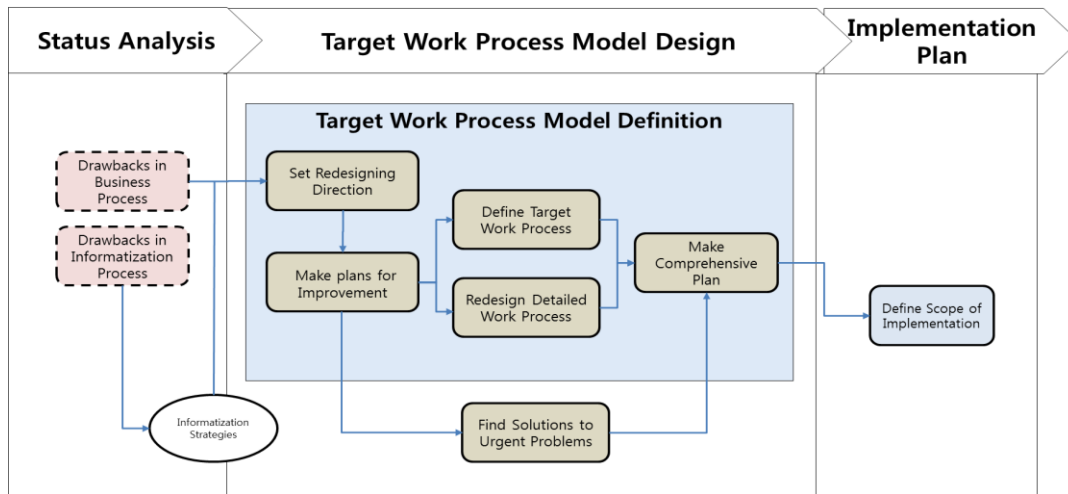 Status Analysis
Target Work Process Model Design
Implementation
Plan
Target Work Process Model Definition
Drawbacks in
Business
Process
Drawbacks in
Informatization
Process
Informatization
Strategies
Set Redesigning
Direction
Make plans for
Improvement
Define Target
Work Process
Redesign Detailed
Work Process
Make
Comprehensive
Plan
Find Solutions to
Urgent Problems
Define Scope of
Implementation